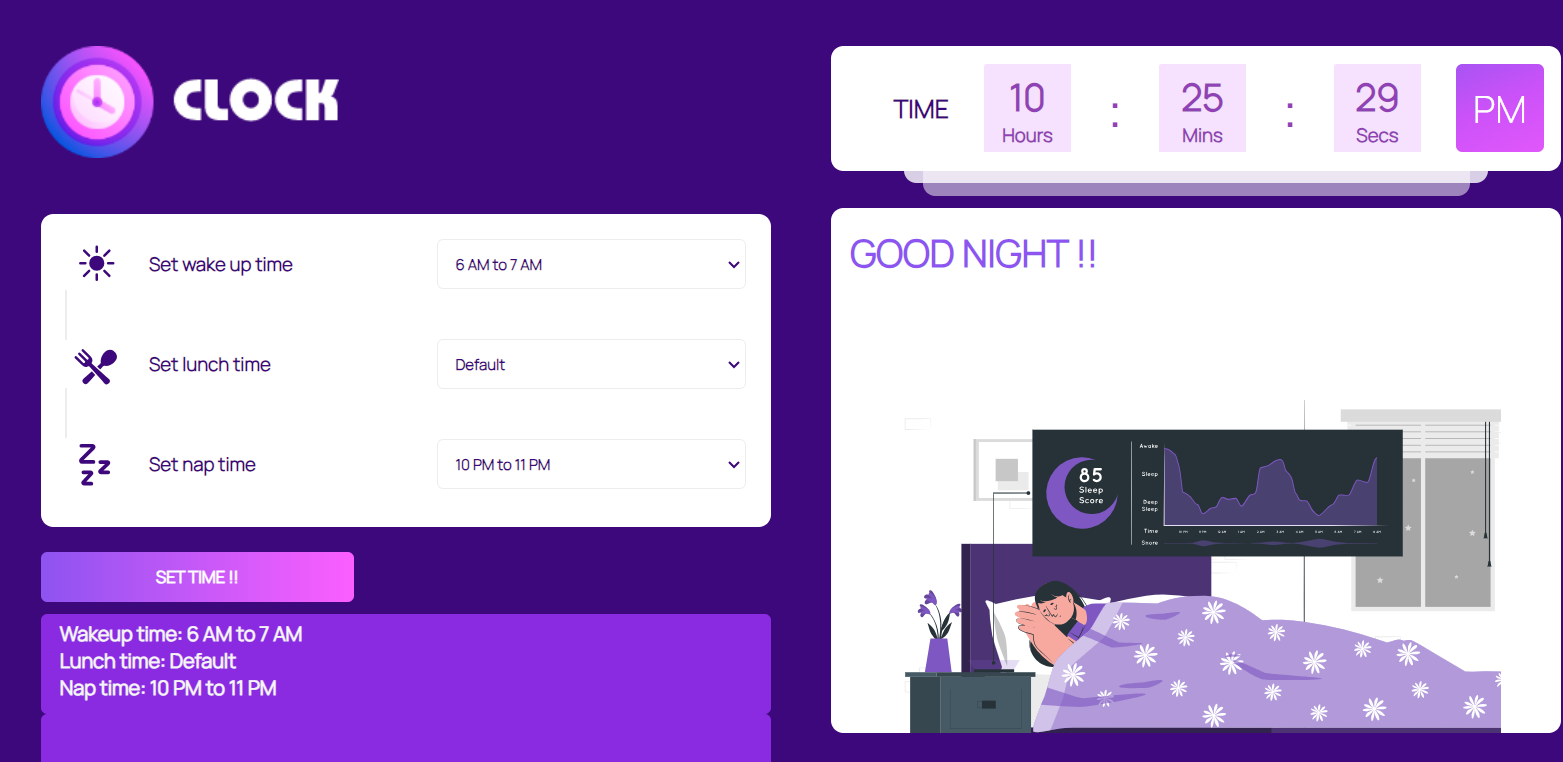 CLOCK
TIME
10
Hours
:
25
Mins
:
29
Secs
PM
Set wake up time
6 AM to 7 AM
Set lunch time
Default
Set nap time
10 PM to 11 PM
SET TIME !!
Wakeup time: 6 AM to 7 AM
Lunch time: Default
Nap time: 10 PM to 11 PM
GOOD NIGHT !!
85
Sleep
Score
Awake
Sleep
Deep
Sleep
Time
Snore